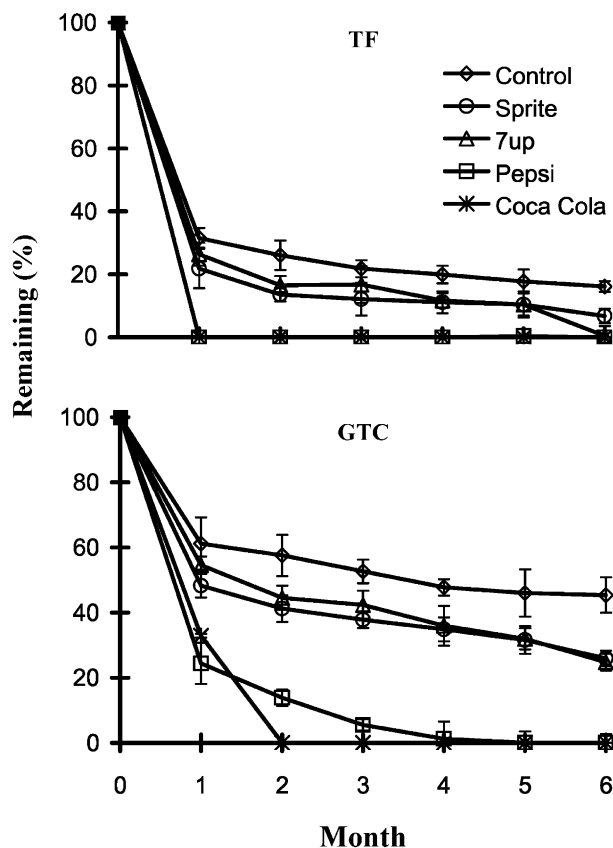 TF
Control
Sprite
7up
Pepsi
Coca Cola
100
80
60
40
20
0
Remaining (%)
GTC
100
80
60
40
20
0
0 1 2 3 4 5 6
Month